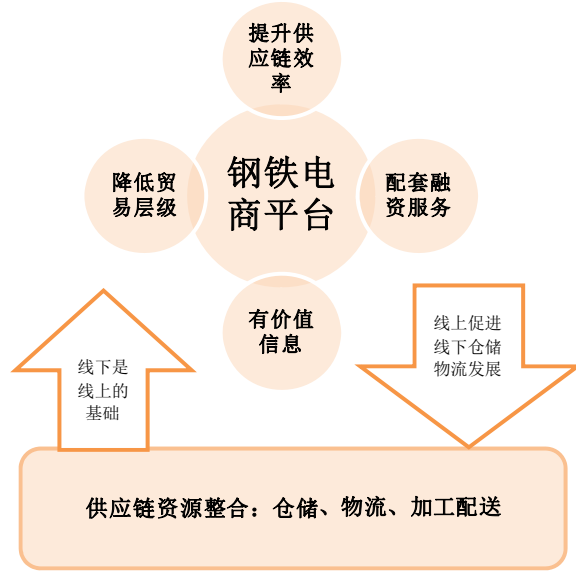 提升供
应链效
率
钢铁电
商平台
降低贸
易层级
配套融
资服务
有价值
信息
线下是
线上的
基础
线上促进
线下仓储
物流发展
供应链资源整合：仓储、物流、加工配送